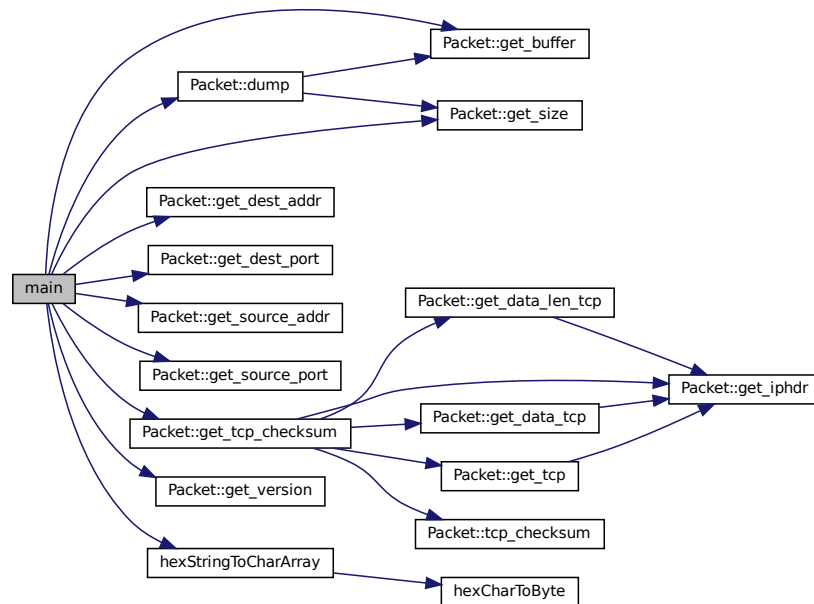 Packet::get_buffer
Packet::dump
Packet::get_size
Packet::get_dest_addr
Packet::get_dest_port
main
Packet::get_data_len_tcp
Packet::get_source_addr
Packet::get_source_port
Packet::get_iphdr
Packet::get_data_tcp
Packet::get_tcp_checksum
Packet::get_tcp
Packet::get_version
Packet::tcp_checksum
hexStringToCharArray
hexCharToByte